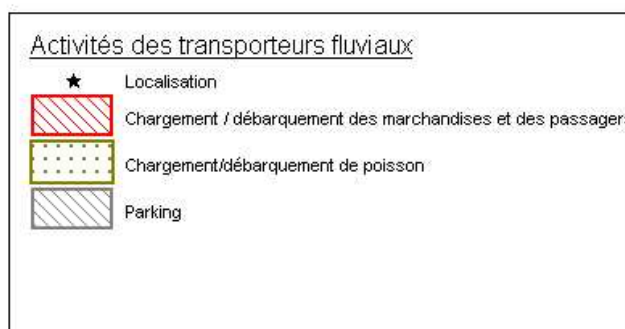 Activités des transporteurs fluviaux
Localisation
Chargement / débarquement des marchandises et des passagers
Chargement/débarquement de poisson
Parking